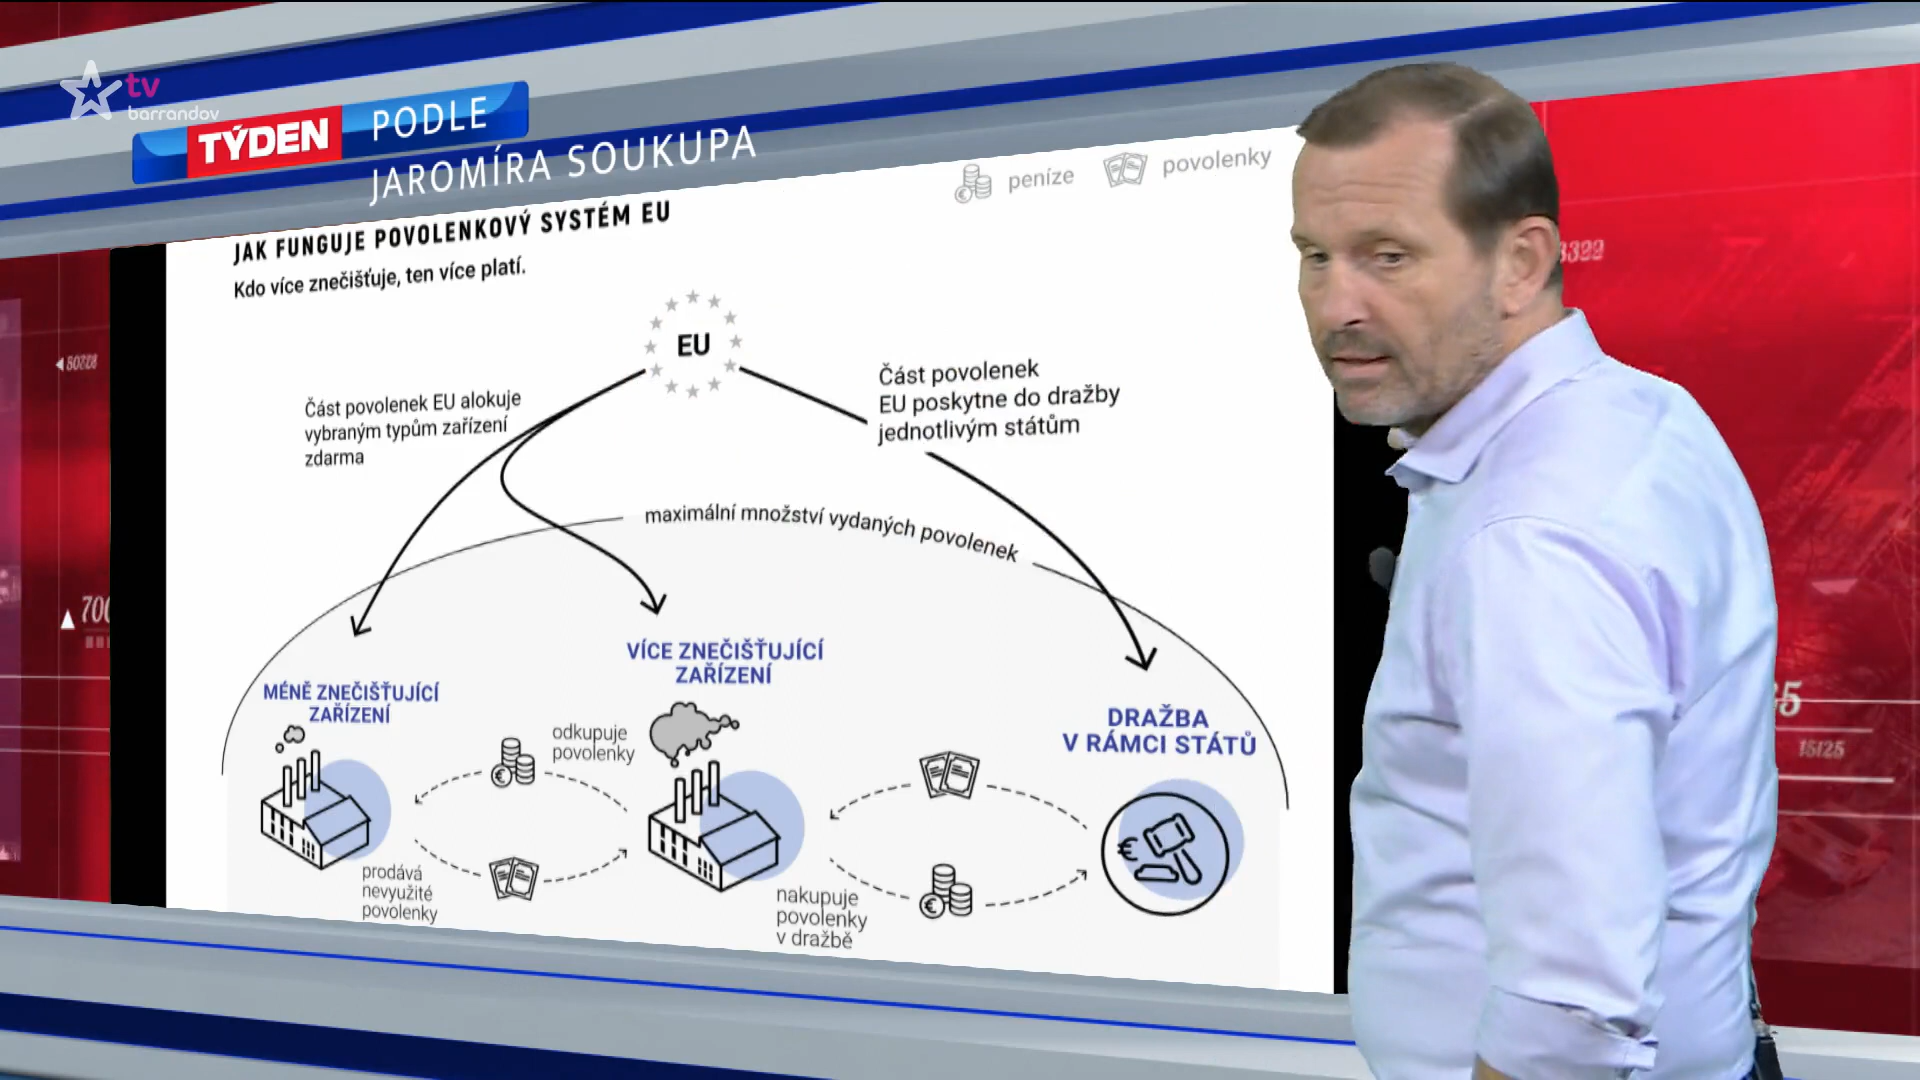 tv
barrandov
TÝDEN
PODLE
JAROMÍRA SOUKUPA
peníze
povolenky
JAK FUNGUJE POVOLENKOVÝ SYSTÉM EU
Kdo více znečišťuje, ten více platí.
EU
Část povolenek EU alokuje
vybraným typům zařízení
zdarma
Část povolenek
EU poskytne do dražby
jednotlivým státům
maximální množství vydaných povolenek
VÍCE ZNEČIŠŤUJÍCÍ
ZAŘÍZENÍ
MÉNĚ ZNEČIŠŤUJÍCÍ
ZAŘÍZENÍ
DRAŽBA
V RÁMCI STÁTŮ
odkupuje
povolenky
€
€
€
prodává
nevyužité
povolenky
nakupuje
povolenky
v dražbě
700
15125